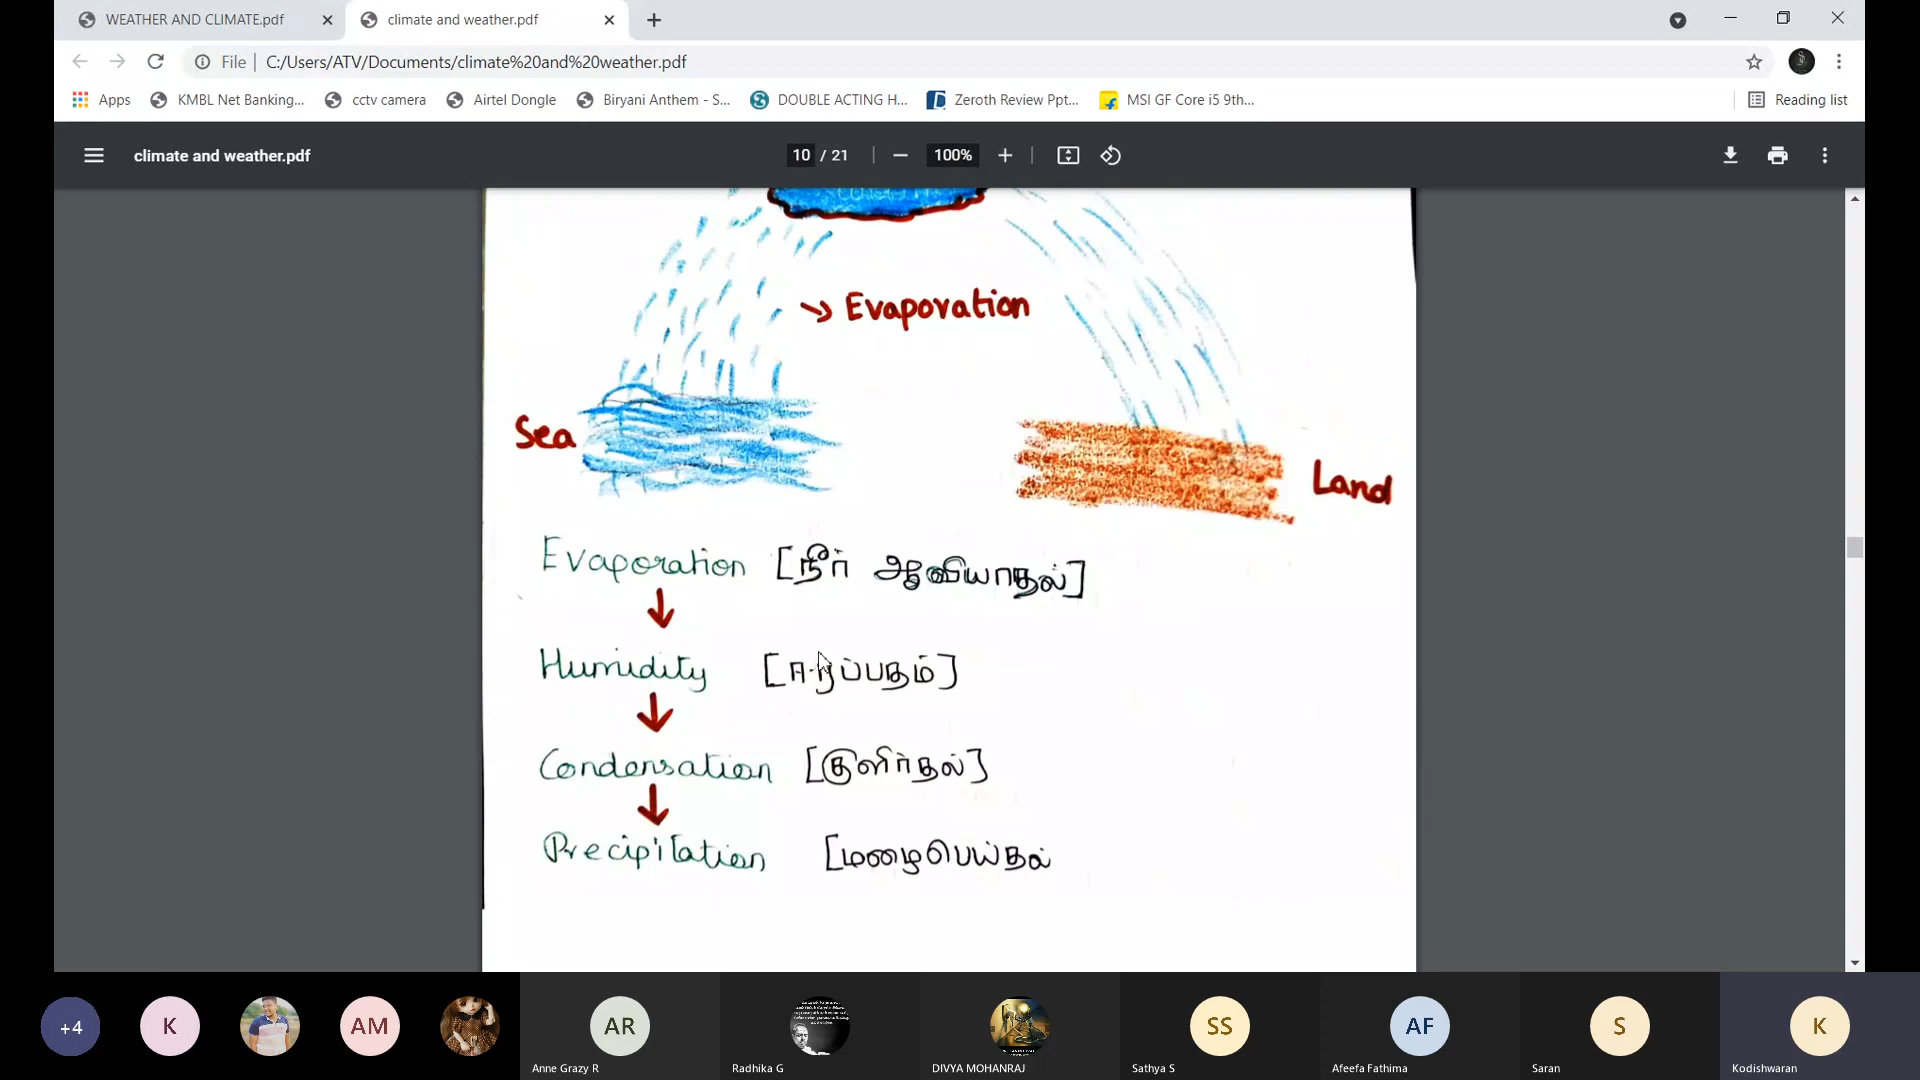 WEATHER AND CLIMATE.pdf
climate and weather.pdf
File C:/Users/ATV/Documents/climate%20and%20weather.pdf
Apps KMBL Net Banking... cctv camera Airtel Dongle Biryani Anthem - S... DOUBLE ACTING H... Zeroth Review Ppt... MSI GF Core i5 9th... Reading list
climate and weather.pdf 10 / 21 100%
→ Evaporation
Sea
Land
Evaporation [நீர் ஆவியாதல்]
Humidity [ஈரப்பதம்]
Condensation [குளிர்தல்]
Precipitation [மழைபெய்தல்
+4 K AM AR SS AF S K
Anne Grazy R Radhika G DIVYA MOHANRAJ Sathya S Afeefa Fathima Saran Kodishwaran